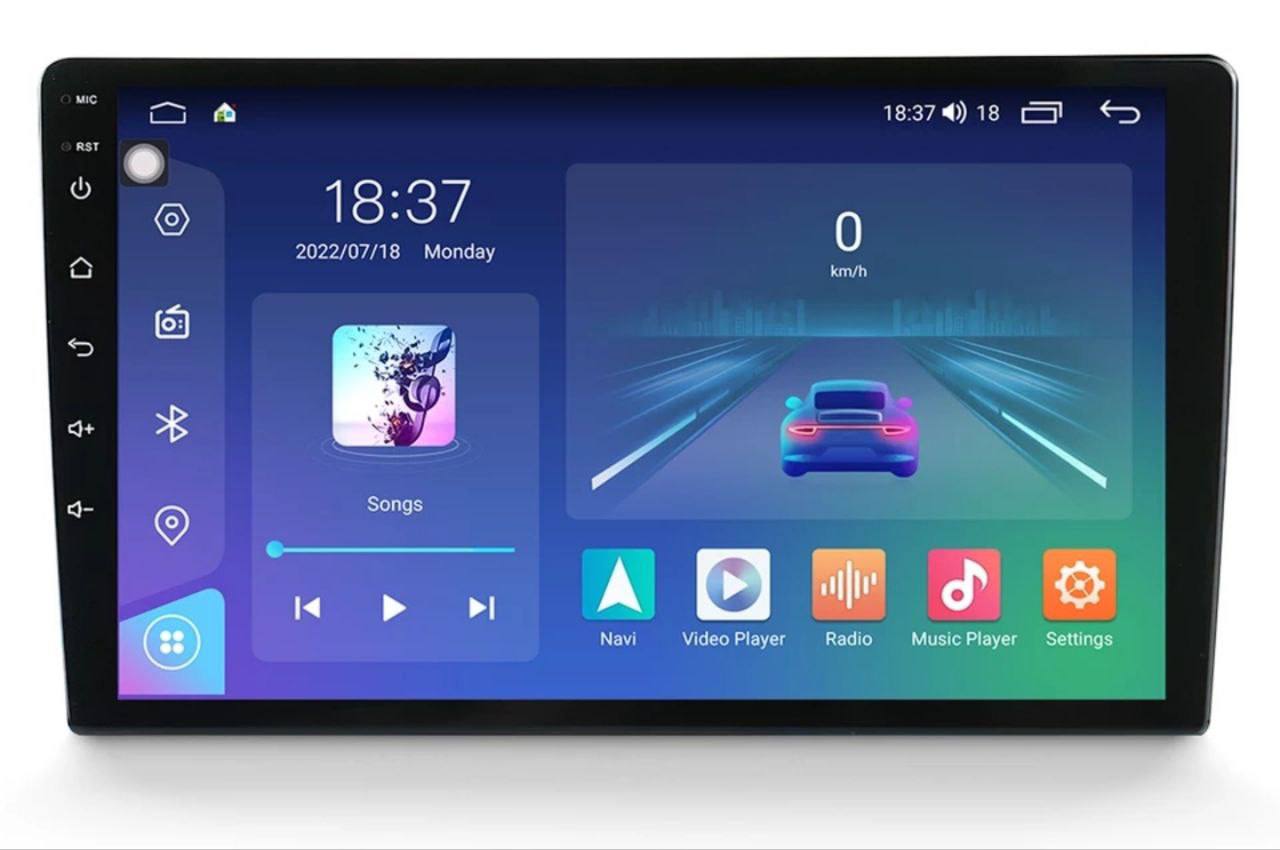 MIC
RST
18:37 18
18:37
2022/07/18 Monday
Songs
0
km/h
Navi
Video Player
Radio
Music Player
Settings